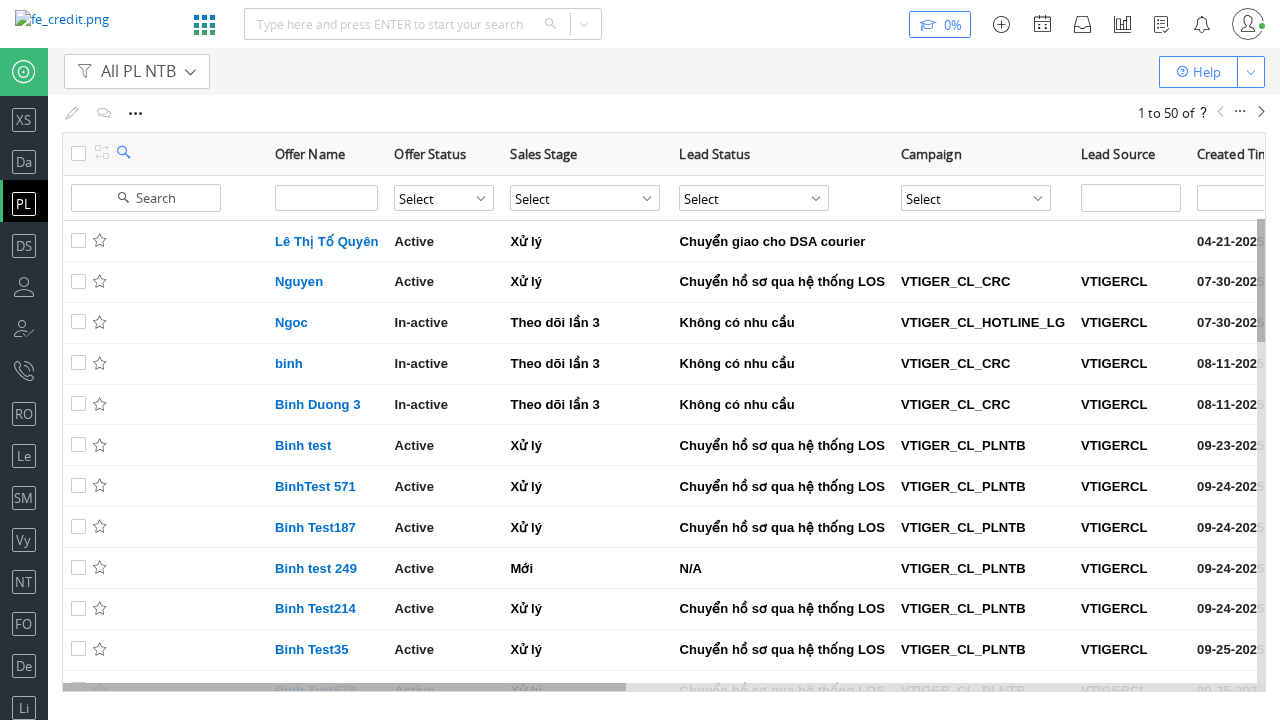 fe_credit.png
Type here and press ENTER to start your search
0%
All PL NTB
Help
1 to 50 of ?
XS
Da
PL
DS
RO
Le
SM
Vy
NT
FO
De
Li
Offer Name Offer Status Sales Stage Lead Status Campaign Lead Source Created Tim
Search Select Select Select Select
Lê Thị Tố Quyên Active Xử lý Chuyển giao cho DSA courier 04-21-2025
Nguyen Active Xử lý Chuyển hồ sơ qua hệ thống LOS VTIGER_CL_CRC VTIGERCL 07-30-2025
Ngoc In-active Theo dõi lần 3 Không có nhu cầu VTIGER_CL_HOTLINE_LG VTIGERCL 07-30-2025
binh In-active Theo dõi lần 3 Không có nhu cầu VTIGER_CL_CRC VTIGERCL 08-11-2025
Binh Duong 3 In-active Theo dõi lần 3 Không có nhu cầu VTIGER_CL_CRC VTIGERCL 08-11-2025
Binh test Active Xử lý Chuyển hồ sơ qua hệ thống LOS VTIGER_CL_PLNTB VTIGERCL 09-23-2025
BinhTest 571 Active Xử lý Chuyển hồ sơ qua hệ thống LOS VTIGER_CL_PLNTB VTIGERCL 09-24-2025
Binh Test187 Active Xử lý Chuyển hồ sơ qua hệ thống LOS VTIGER_CL_PLNTB VTIGERCL 09-24-2025
Binh test 249 Active Mới N/A VTIGER_CL_PLNTB VTIGERCL 09-24-2025
Binh Test214 Active Xử lý Chuyển hồ sơ qua hệ thống LOS VTIGER_CL_PLNTB VTIGERCL 09-24-2025
Binh Test35 Active Xử lý Chuyển hồ sơ qua hệ thống LOS VTIGER_CL_PLNTB VTIGERCL 09-25-2025
Binh Test578 Active Xử lý Chuyển hồ sơ qua hệ thống LOS VTIGER_CL_PLNTB VTIGERCL 09-25-202